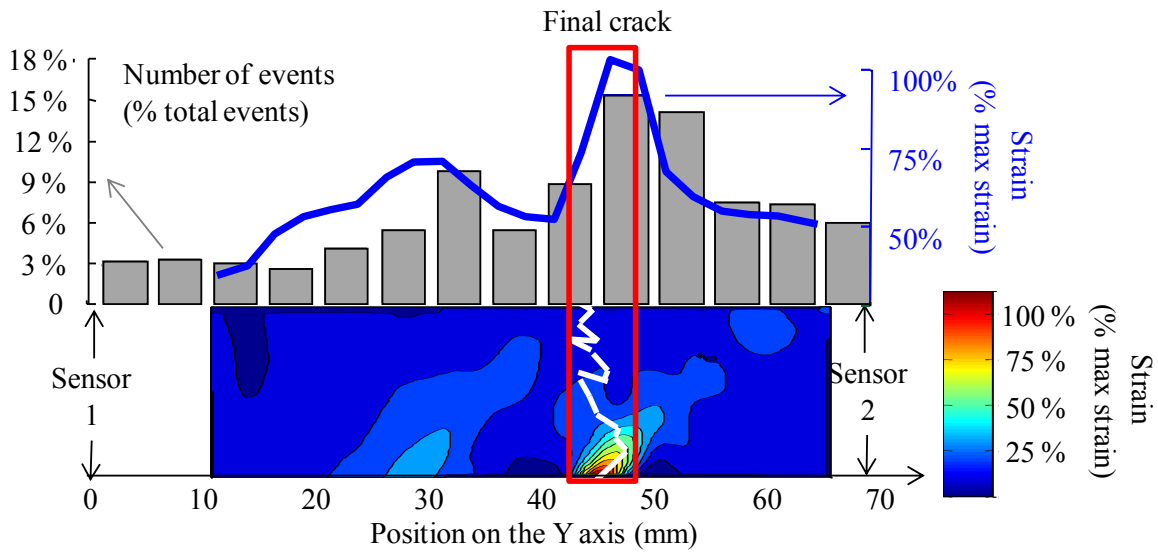 Final crack
18 %
15 %
12 %
9 %
6 %
3 %
0
Number of events
(% total events)
100%
75%
50%
Strain
(% max strain)
Sensor
1
Sensor
2
100 %
75 %
50 %
25 %
Strain
(% max strain)
0 10 20 30 40 50 60 70
Position on the Y axis (mm)